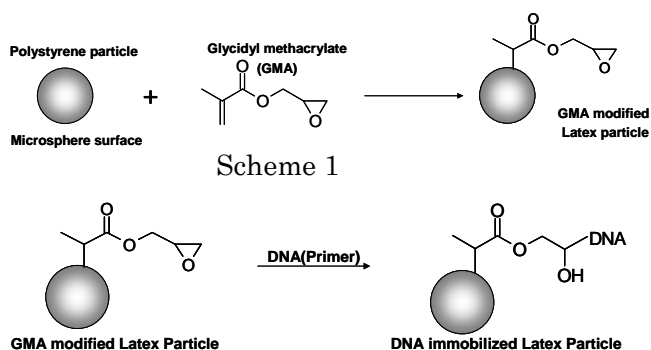 Polystyrene particle
Microsphere surface
+
Glycidyl methacrylate
(GMA)
O
O
O
O
O
O
GMA modified
Latex particle
Scheme 1
O
O
O
GMA modified Latex Particle
DNA(Primer)
O
O
DNA
OH
DNA immobilized Latex Particle